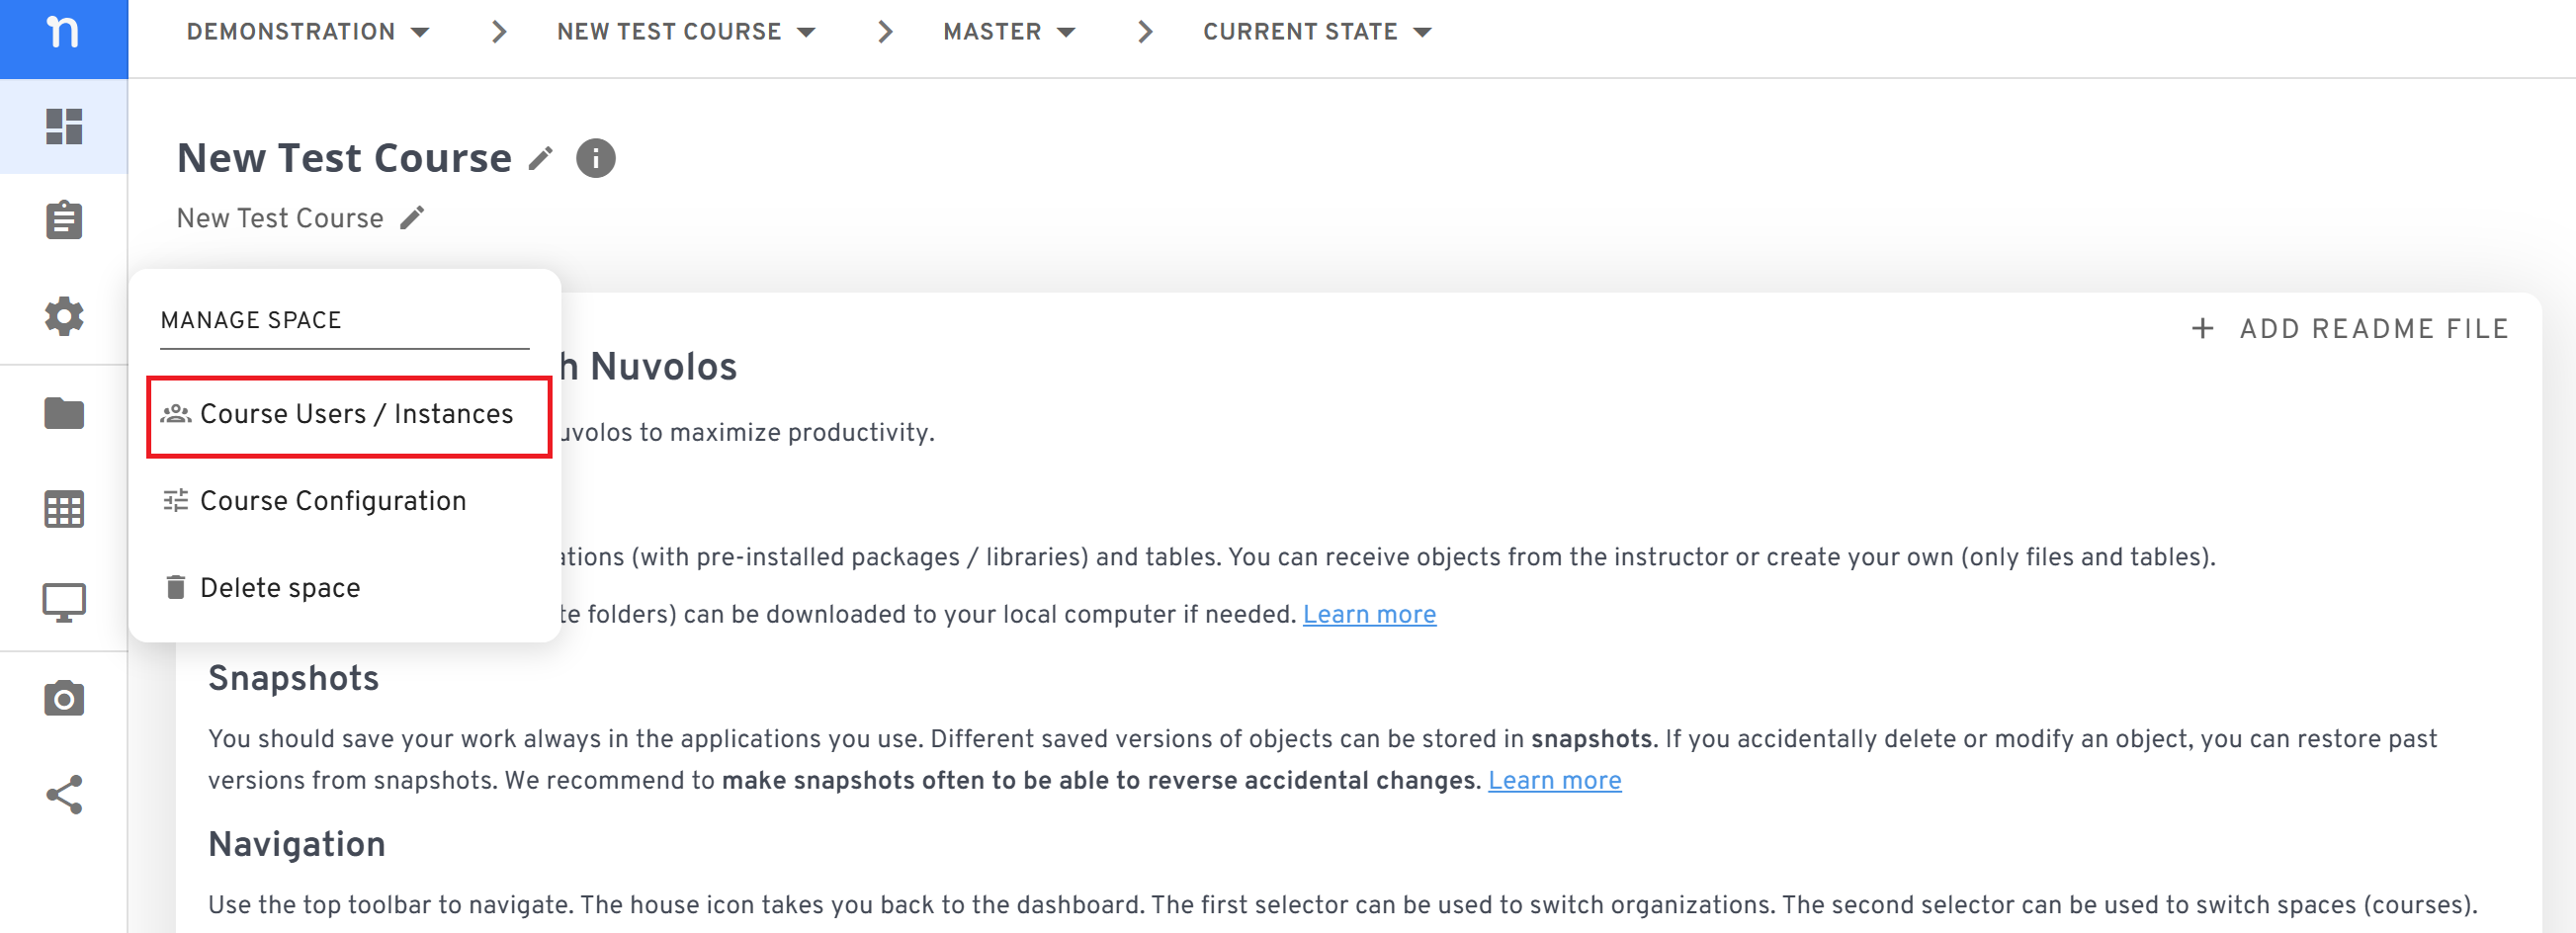 n
DEMONSTRATION NEW TEST COURSE MASTER CURRENT STATE
New Test Course i
New Test Course
MANAGE SPACE
Course Users / Instances
Course Configuration
Delete space
+ ADD README FILE
h Nuvolos
uvolos to maximize productivity.
ations (with pre-installed packages / libraries) and tables. You can receive objects from the instructor or create your own (only files and tables).
te folders) can be downloaded to your local computer if needed. Learn more
Snapshots
You should save your work always in the applications you use. Different saved versions of objects can be stored in snapshots. If you accidentally delete or modify an object, you can restore past
versions from snapshots. We recommend to make snapshots often to be able to reverse accidental changes. Learn more
Navigation
Use the top toolbar to navigate. The house icon takes you back to the dashboard. The first selector can be used to switch organizations. The second selector can be used to switch spaces (courses).